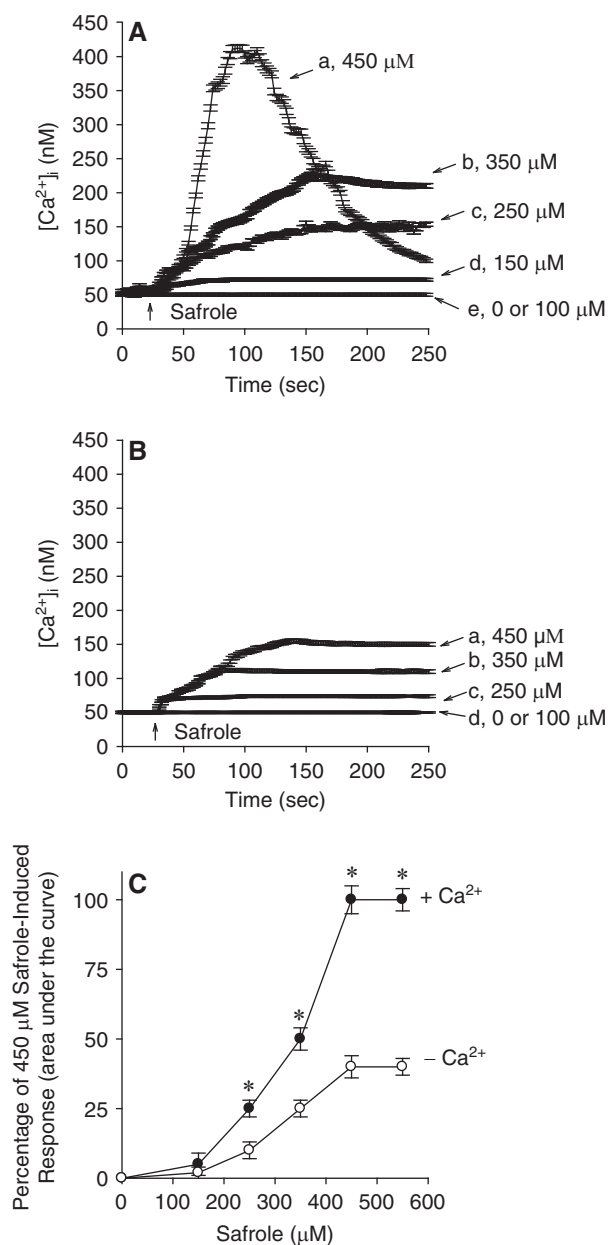 A
450
400
350
300
250
200
150
100
50
0
[Ca²⁺]ᵢ (nM)
a, 450 µM
b, 350 µM
c, 250 µM
d, 150 µM
e, 0 or 100 µM
Safrole
0 50 100 150 200 250
Time (sec)
B
450
400
350
300
250
200
150
100
50
0
[Ca²⁺]ᵢ (nM)
a, 450 µM
b, 350 µM
c, 250 µM
d, 0 or 100 µM
Safrole
0 50 100 150 200 250
Time (sec)
C
Percentage of 450 µM Safrole-Induced
Response (area under the curve)
100
75
50
25
0
* *
*
*
+ Ca²⁺
– Ca²⁺
0 100 200 300 400 500 600
Safrole (µM)